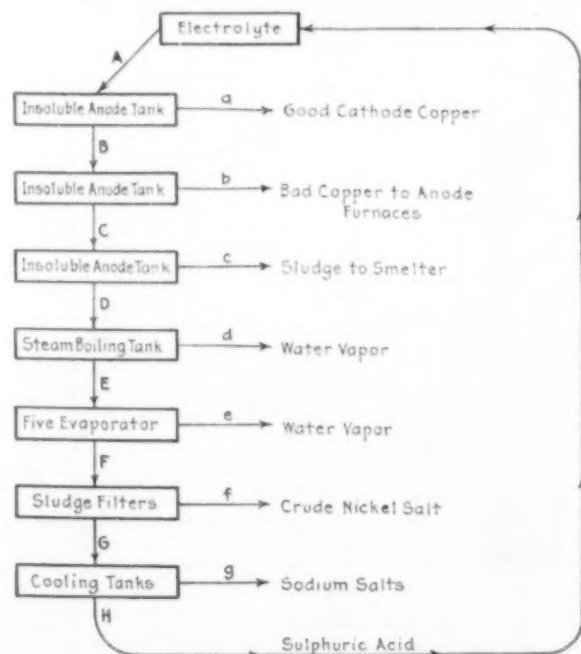 Electrolyte
A
Insoluble Anode Tank
a
Good Cathode Copper
B
Insoluble Anode Tank
b
Bad Copper to Anode
Furnaces
C
Insoluble Anode Tank
c
Sludge to Smelter
D
Steam Boiling Tank
d
Water Vapor
E
Five Evaporator
e
Water Vapor
F
Sludge Filters
f
Crude Nickel Salt
G
Cooling Tanks
g
Sodium Salts
H
Sulphuric Acid